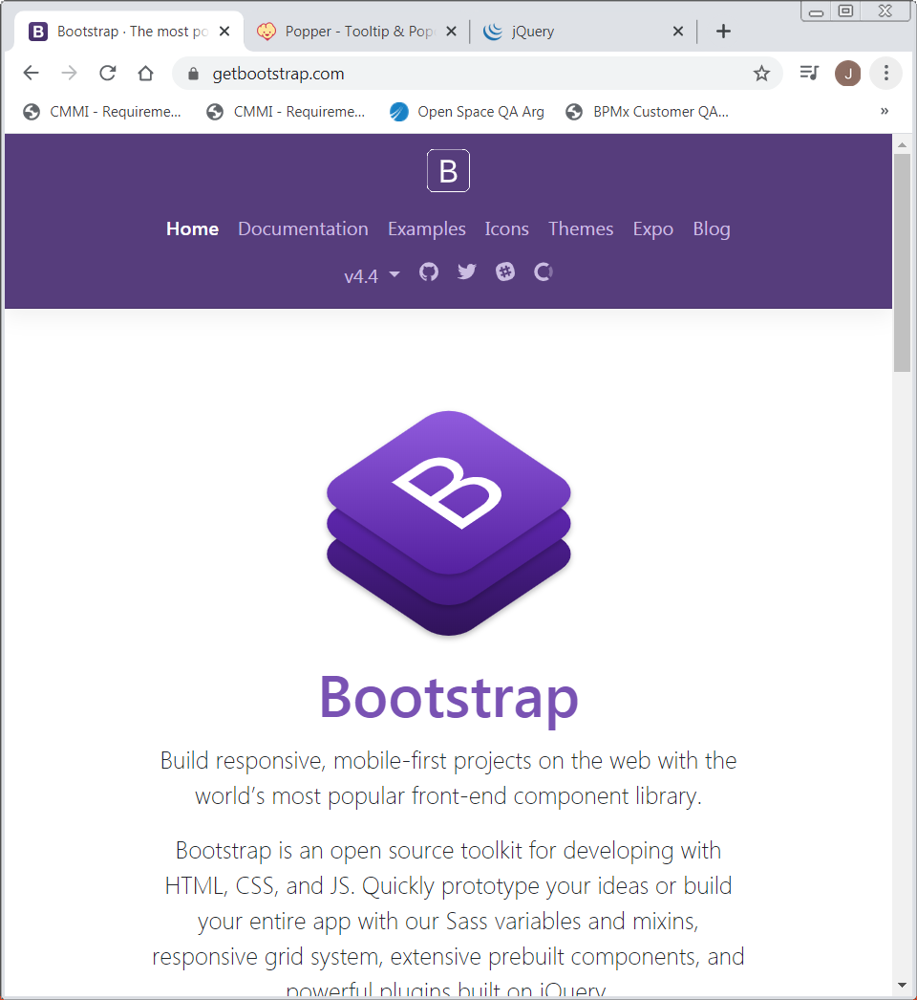 Bootstrap · The most po
Popper - Tooltip & Pop
jQuery
getbootstrap.com
J
CMMI - Requireme...
CMMI - Requireme...
Open Space QA Arg
BPMx Customer QA...
»
B
Home Documentation Examples Icons Themes Expo Blog
v4.4
B
Bootstrap
Build responsive, mobile-first projects on the web with the
world’s most popular front-end component library.
Bootstrap is an open source toolkit for developing with
HTML, CSS, and JS. Quickly prototype your ideas or build
your entire app with our Sass variables and mixins,
responsive grid system, extensive prebuilt components, and
powerful plugins built on jQuery.